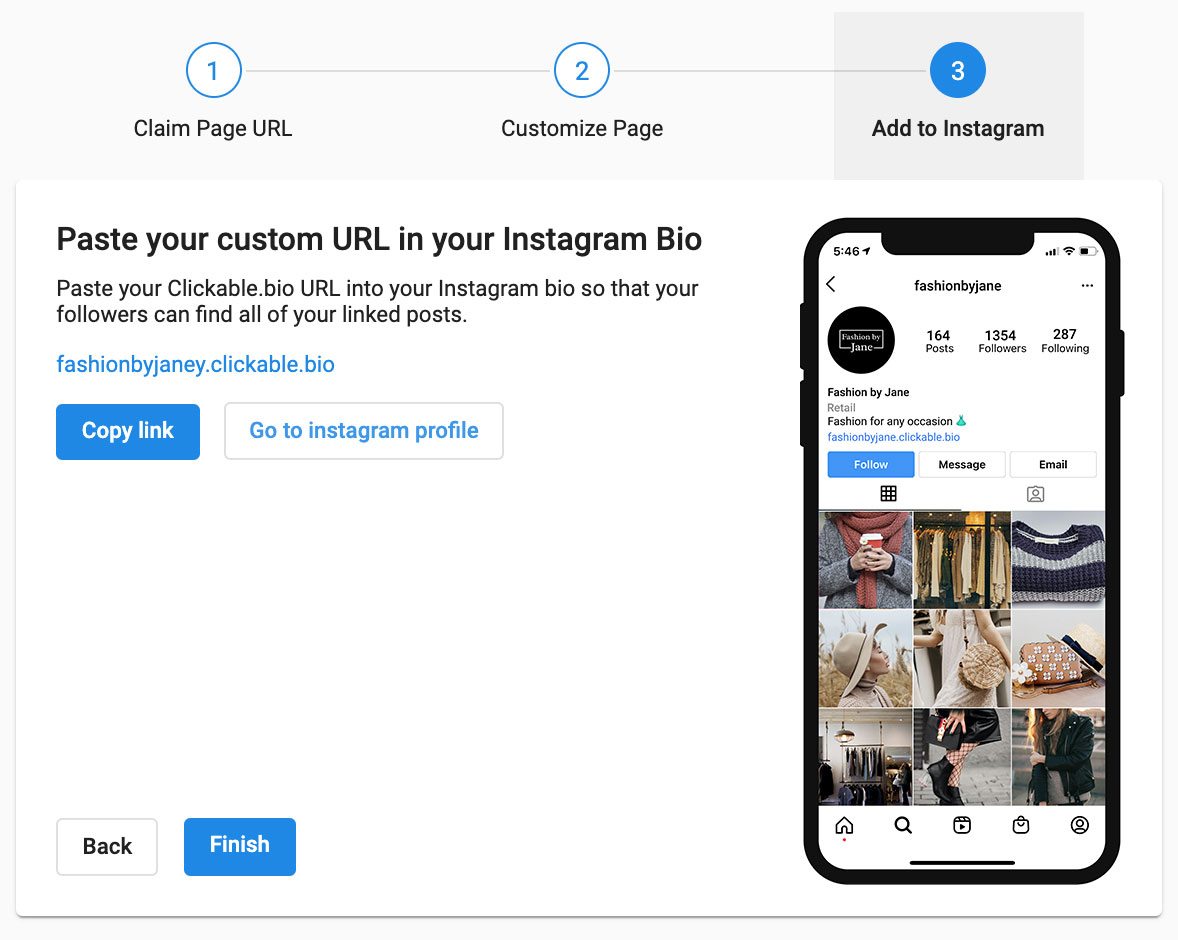 1
2
3
Claim Page URL
Customize Page
Add to Instagram
Paste your custom URL in your Instagram Bio
Paste your Clickable.bio URL into your Instagram bio so that your
followers can find all of your linked posts.
fashionbyjaney.clickable.bio
Copy link
Go to instagram profile
Back
Finish
5:46
fashionbyjane
Fashion by
Jane
164
Posts
1354
Followers
287
Following
Fashion by Jane
Retail
Fashion for any occasion
fashionbyjane.clickable.bio
Follow
Message
Email